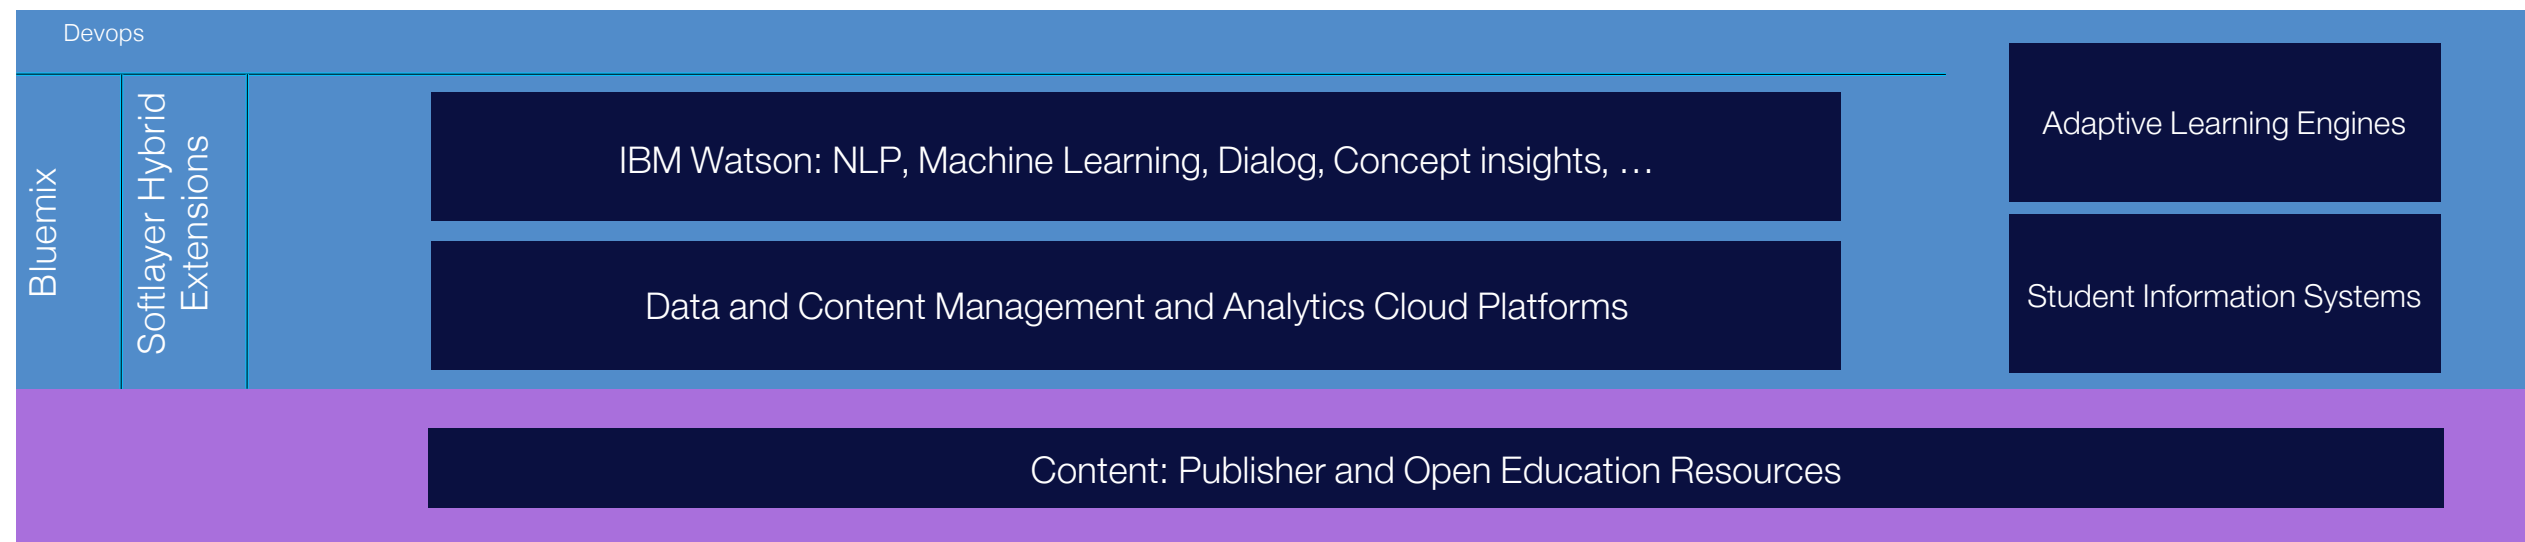 Devops
Bluemix
Softlayer Hybrid
Extensions
IBM Watson: NLP, Machine Learning, Dialog, Concept insights, …
Data and Content Management and Analytics Cloud Platforms
Adaptive Learning Engines
Student Information Systems
Content: Publisher and Open Education Resources